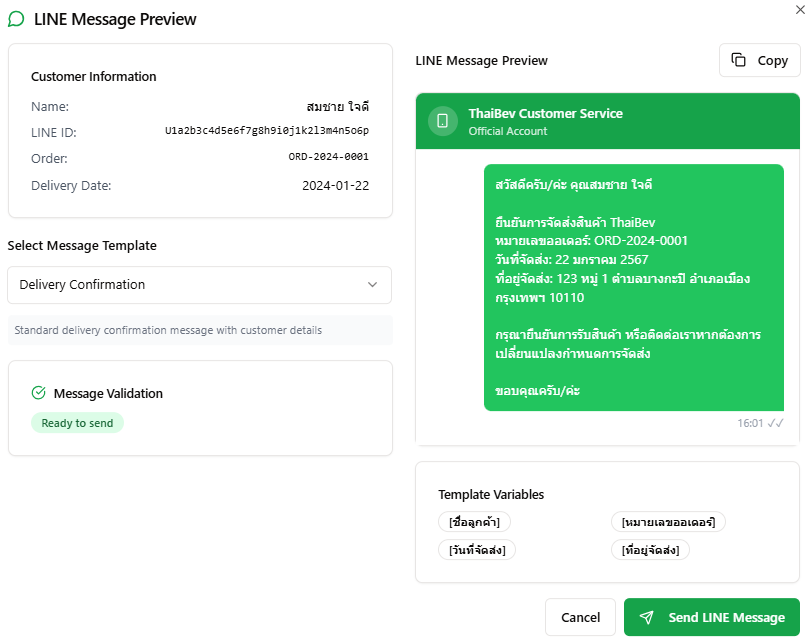 LINE Message Preview
Customer Information
Name: สมชาย ใจดี
LINE ID: U1a2b3c4d5e6f7g8h9i0j1k2l3m4n5o6p
Order: ORD-2024-0001
Delivery Date: 2024-01-22
Select Message Template
Delivery Confirmation
Standard delivery confirmation message with customer details
Message Validation
Ready to send
LINE Message Preview
Copy
ThaiBev Customer Service
Official Account
สวัสดีครับ/ค่ะ คุณสมชาย ใจดี
ยืนยันการจัดส่งสินค้า ThaiBev
หมายเลขออเดอร์: ORD-2024-0001
วันที่จัดส่ง: 22 มกราคม 2567
ที่อยู่จัดส่ง: 123 หมู่ 1 ตำบลบางกะปิ อำเภอเมือง
กรุงเทพฯ 10110
กรุณายืนยันการรับสินค้า หรือติดต่อเราหากต้องการ
เปลี่ยนแปลงกำหนดการจัดส่ง
ขอบคุณครับ/ค่ะ
16:01 ✓✓
Template Variables
[ชื่อลูกค้า] [หมายเลขออเดอร์]
[วันที่จัดส่ง] [ที่อยู่จัดส่ง]
Cancel
Send LINE Message